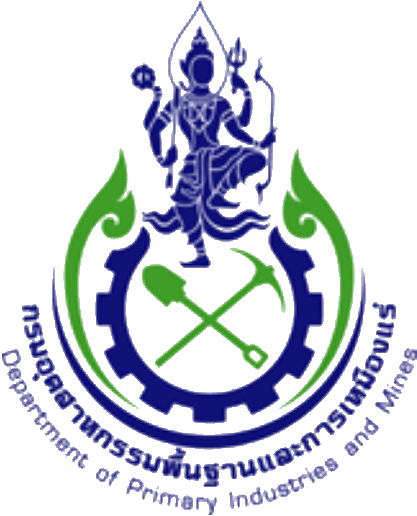 กรมอุตสาหกรรมพื้นฐานและการเหมืองแร่
Department of Primary Industries and Mines